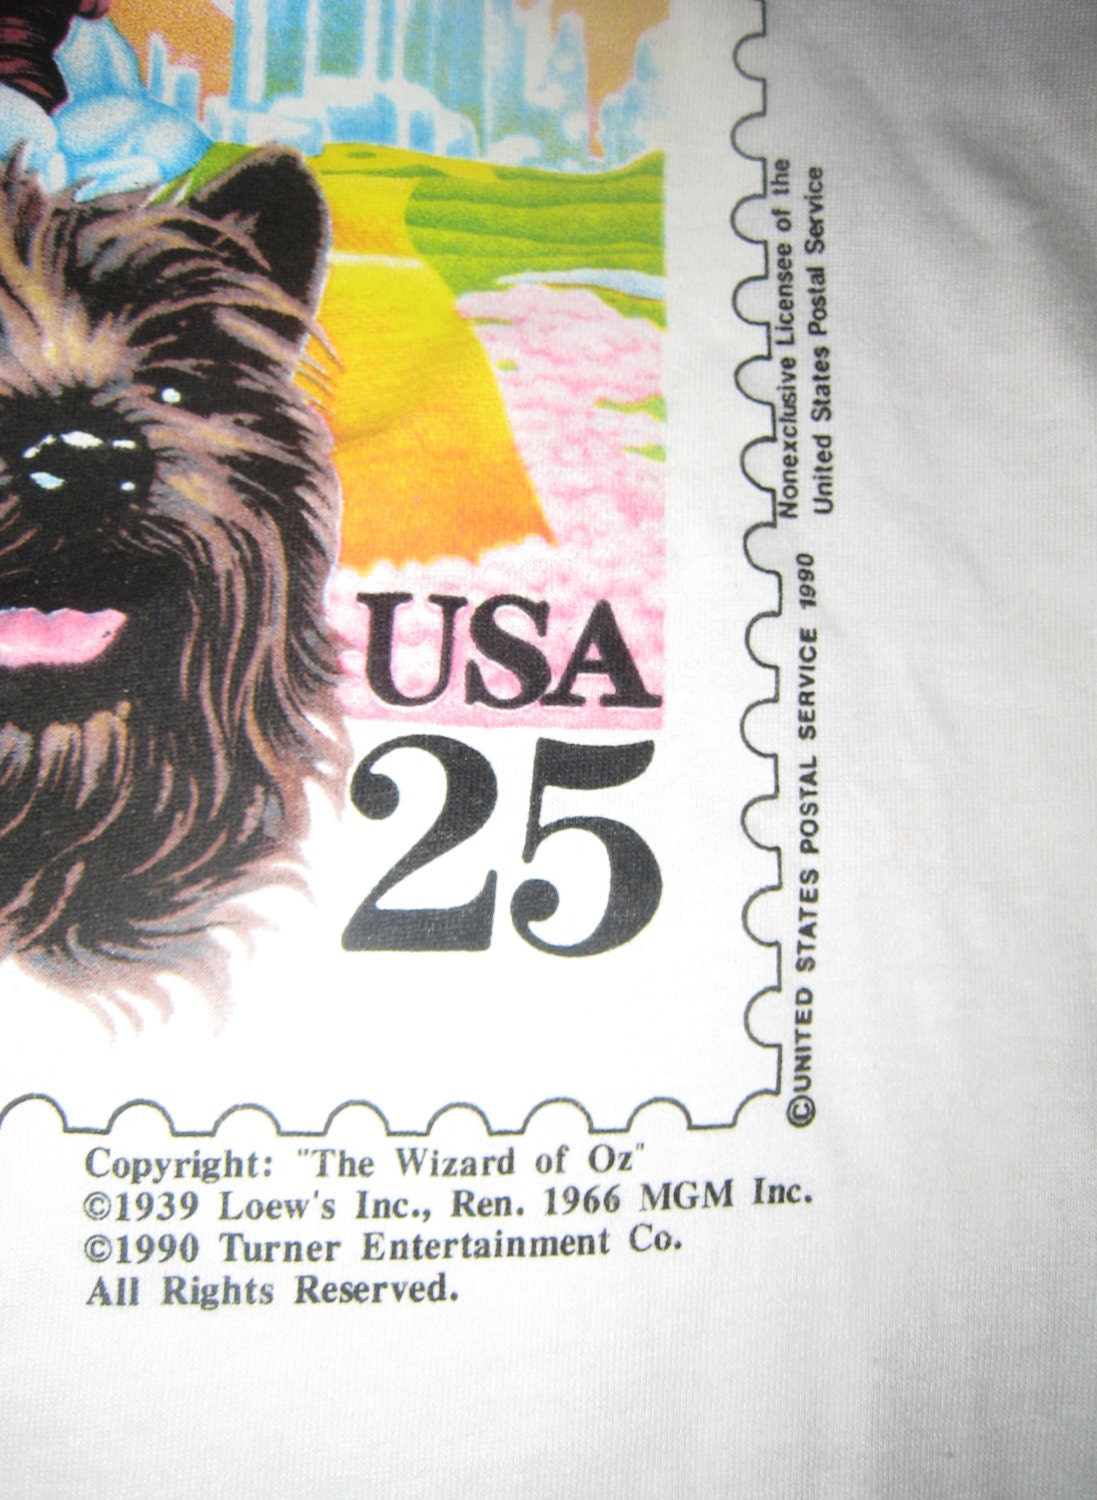 USA
25
Nonexclusive Licensee of the
United States Postal Service
©UNITED STATES POSTAL SERVICE 1990
Copyright: "The Wizard of Oz"
©1939 Loew's Inc., Ren. 1966 MGM Inc.
©1990 Turner Entertainment Co.
All Rights Reserved.